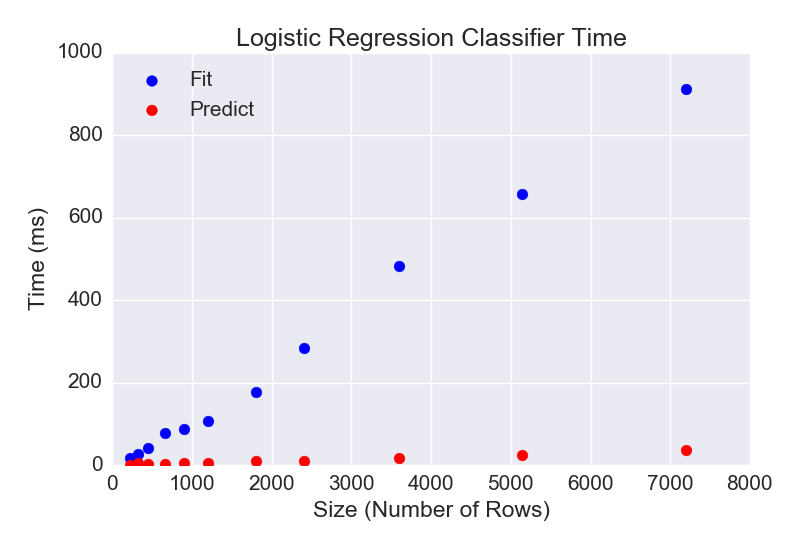 Logistic Regression Classifier Time
1000
800
600
400
200
0
Time (ms)
Fit
Predict
0 1000 2000 3000 4000 5000 6000 7000 8000
Size (Number of Rows)